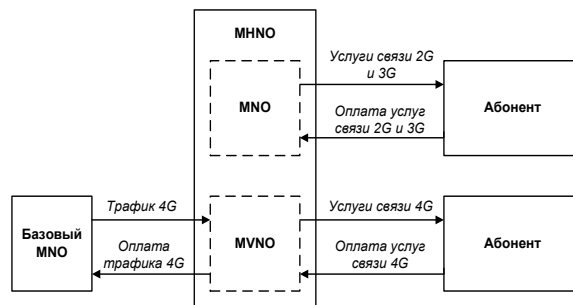 MHNO
Услуги связи 2G
и 3G
MNO
Абонент
Оплата услуг
связи 2G и 3G
Трафик 4G
Услуги связи 4G
Базовый
MNO
MVNO
Абонент
Оплата
трафика 4G
Оплата услуг
связи 4G